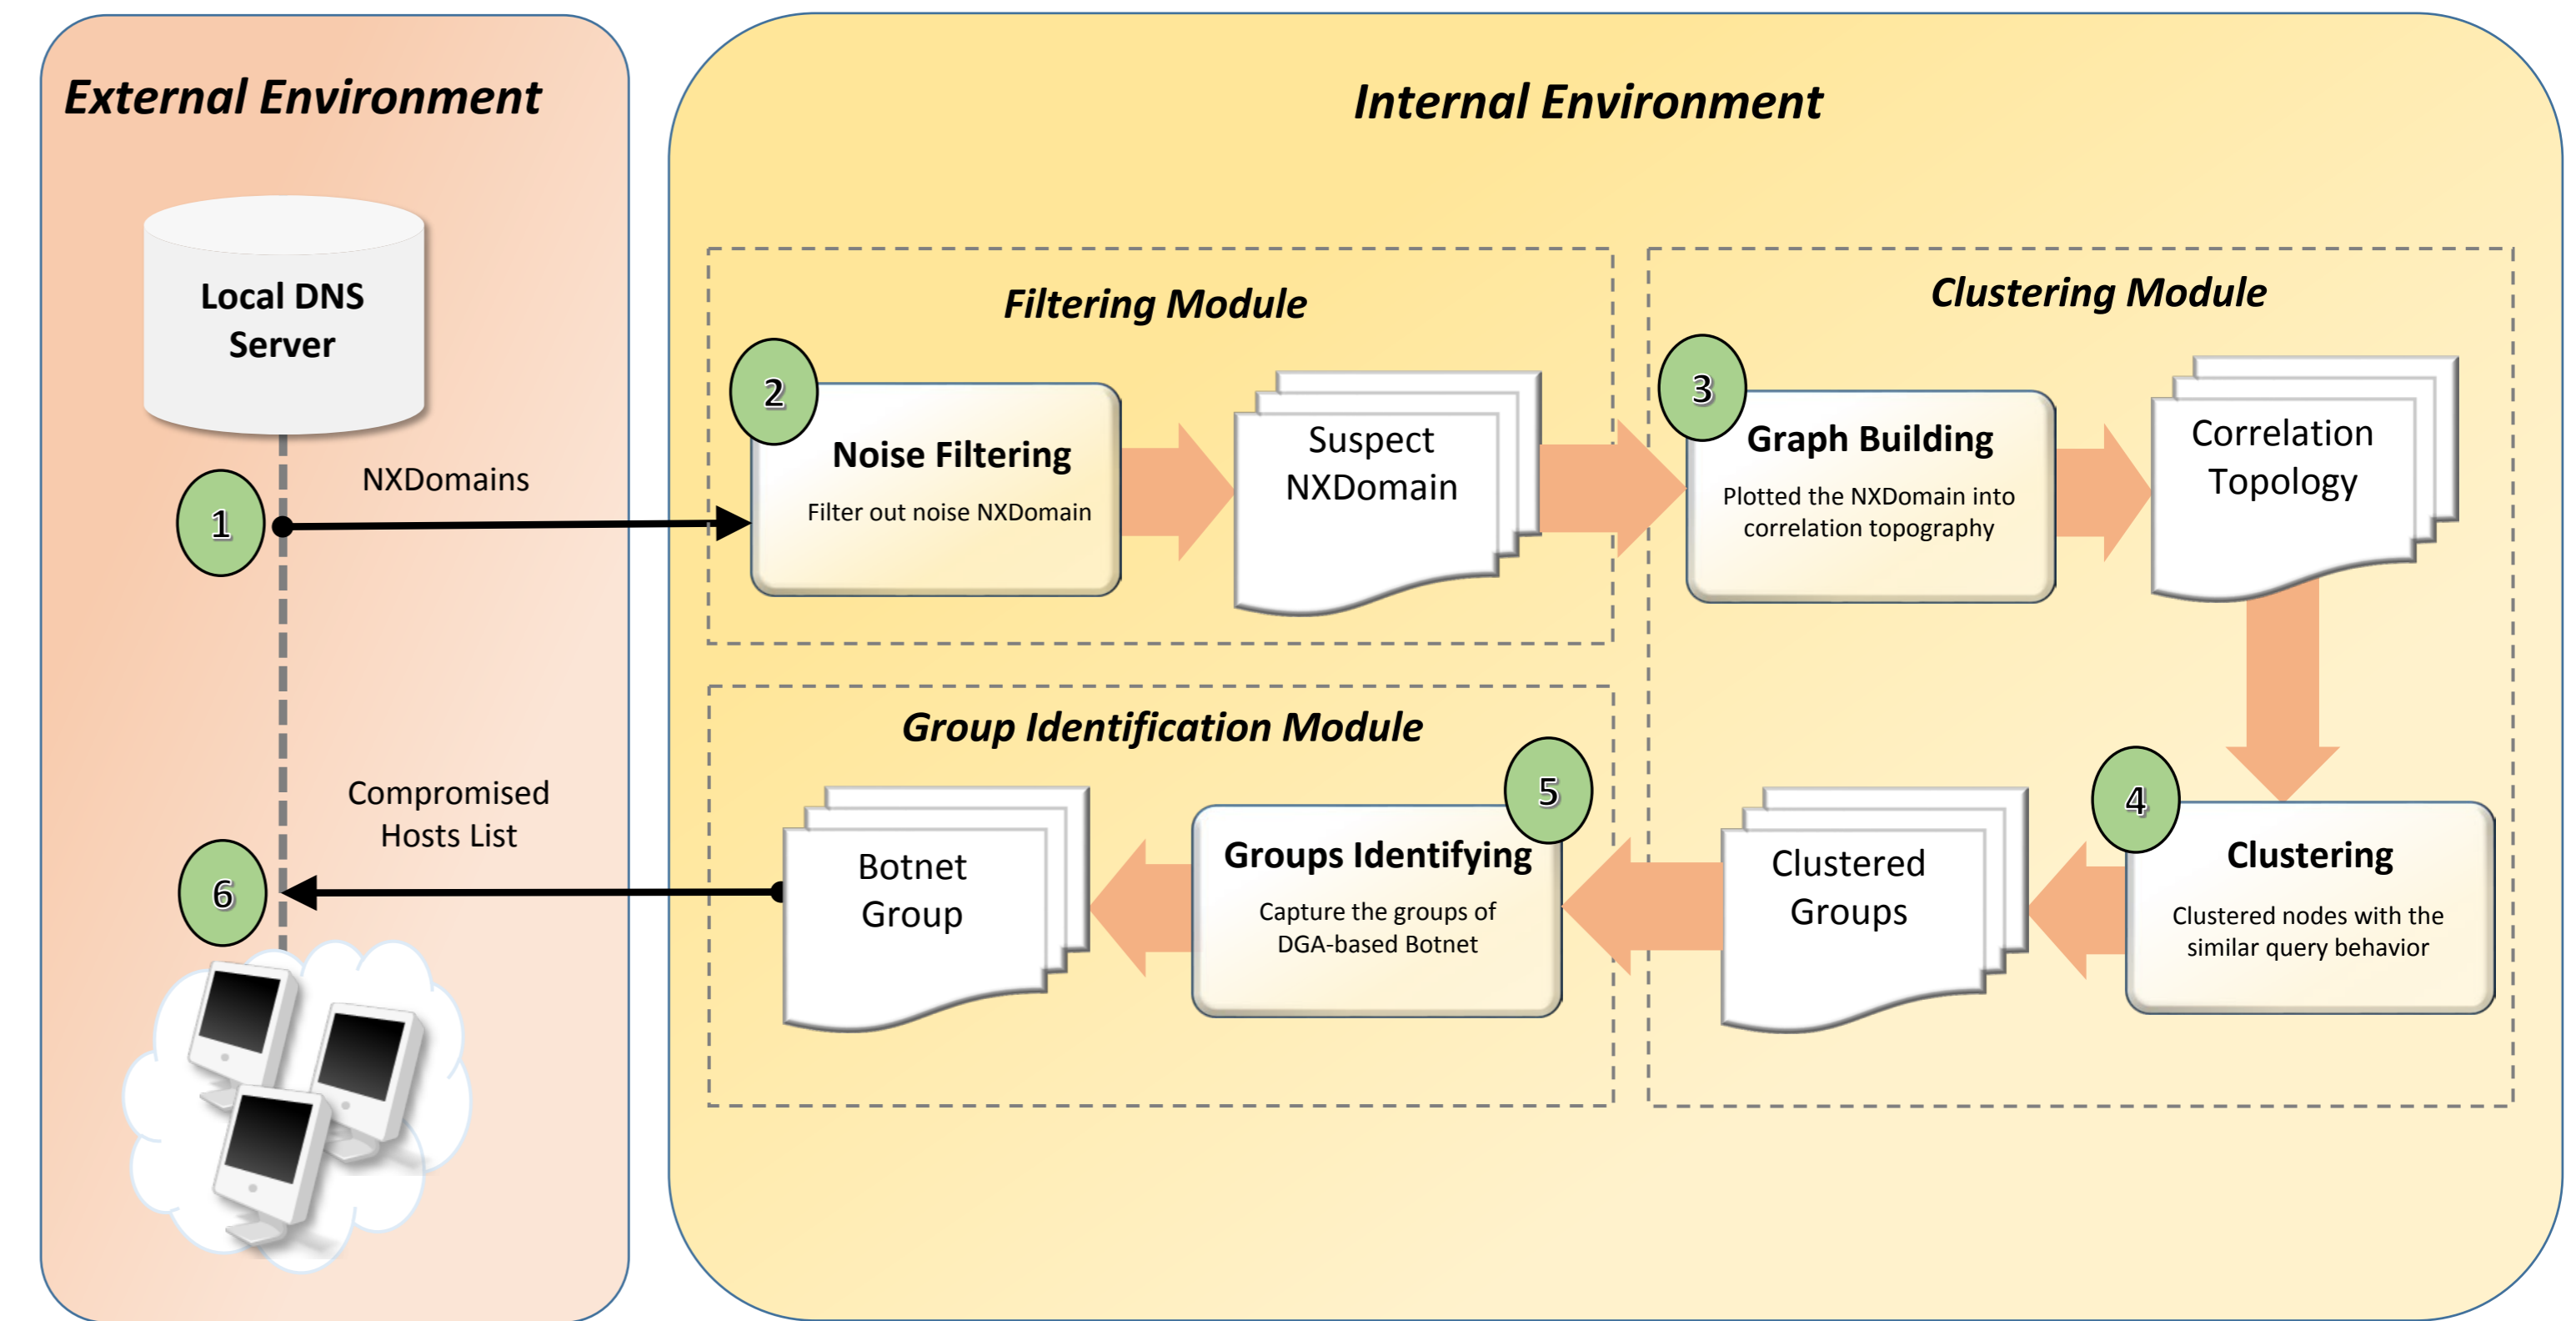 External Environment
Local DNS
Server
1
NXDomains
Compromised
Hosts List
6
Internal Environment
Filtering Module
2
Noise Filtering
Filter out noise NXDomain
Suspect
NXDomain
Clustering Module
3
Graph Building
Plotted the NXDomain into
correlation topography
Correlation
Topology
4
Clustering
Clustered nodes with the
similar query behavior
Clustered
Groups
Group Identification Module
5
Groups Identifying
Capture the groups of
DGA-based Botnet
Botnet
Group